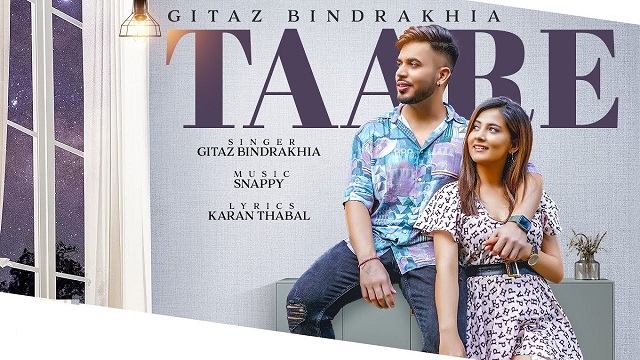 GITAZ BINDRAKHIA
TAARE
SINGER
GITAZ BINDRAKHIA
MUSIC
SNAPPY
LYRICS
KARAN THABAL